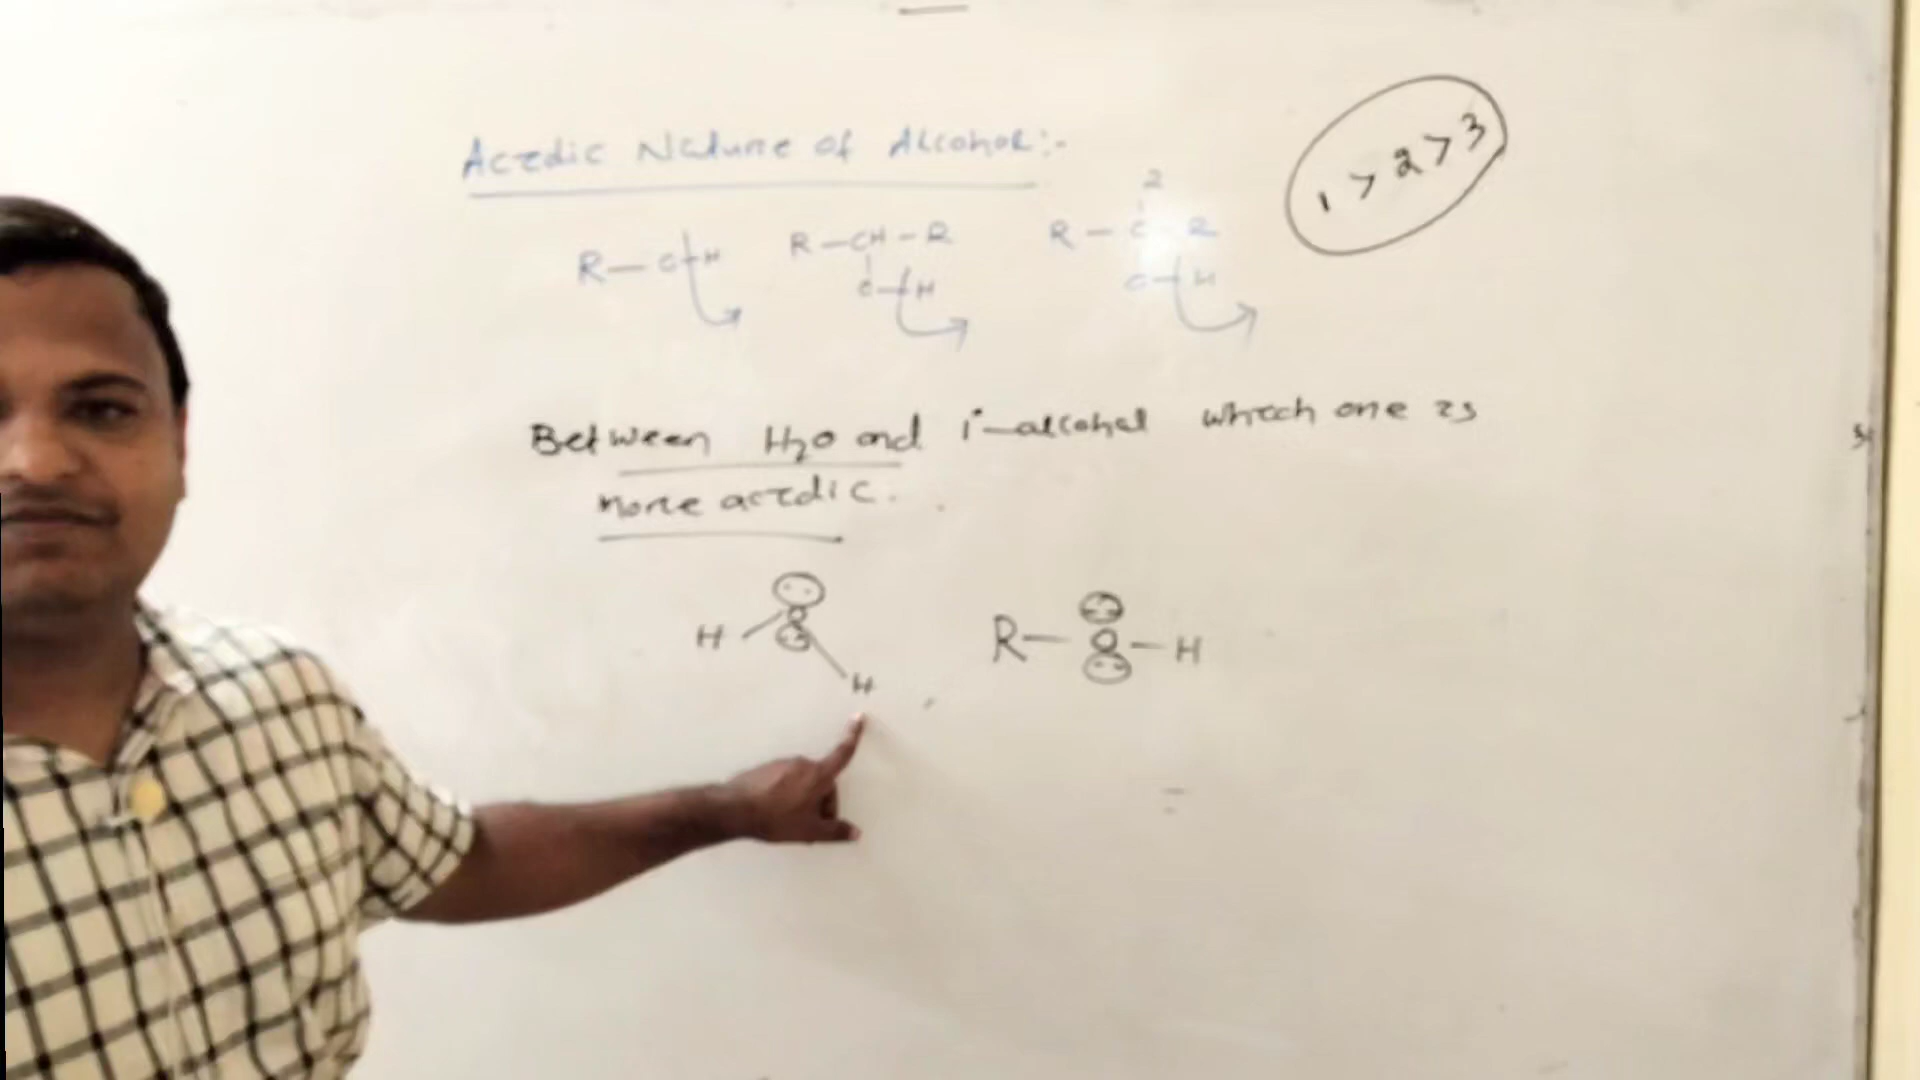 Acidic Nature of Alcohol:-
1 > 2 > 3
R — O — H
R — CH — R
O — H
R
R — C R
O — H
Between H₂O and 1°-alcohol which one is
more acidic.
H O H
R — O — H